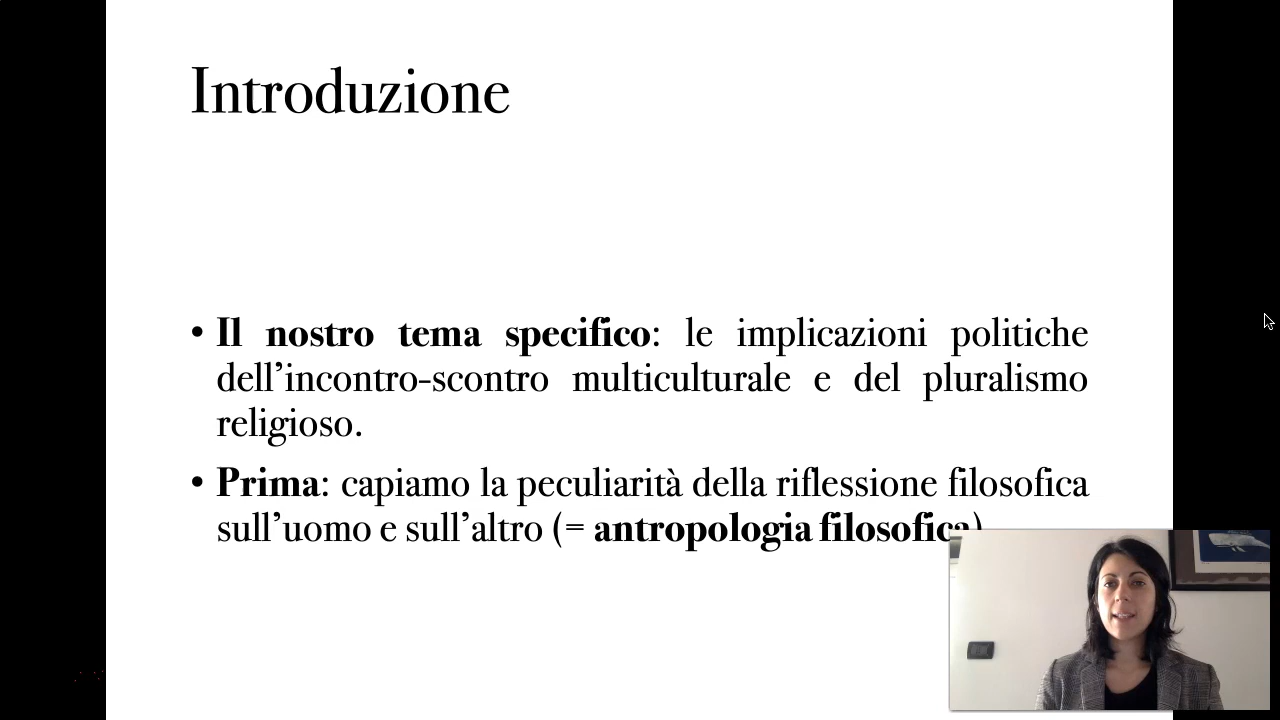 Introduzione
• Il nostro tema specifico: le implicazioni politiche
dell’incontro-scontro multiculturale e del pluralismo
religioso.
• Prima: capiamo la peculiarità della riflessione filosofica
sull’uomo e sull’altro (= antropologia filosofica)